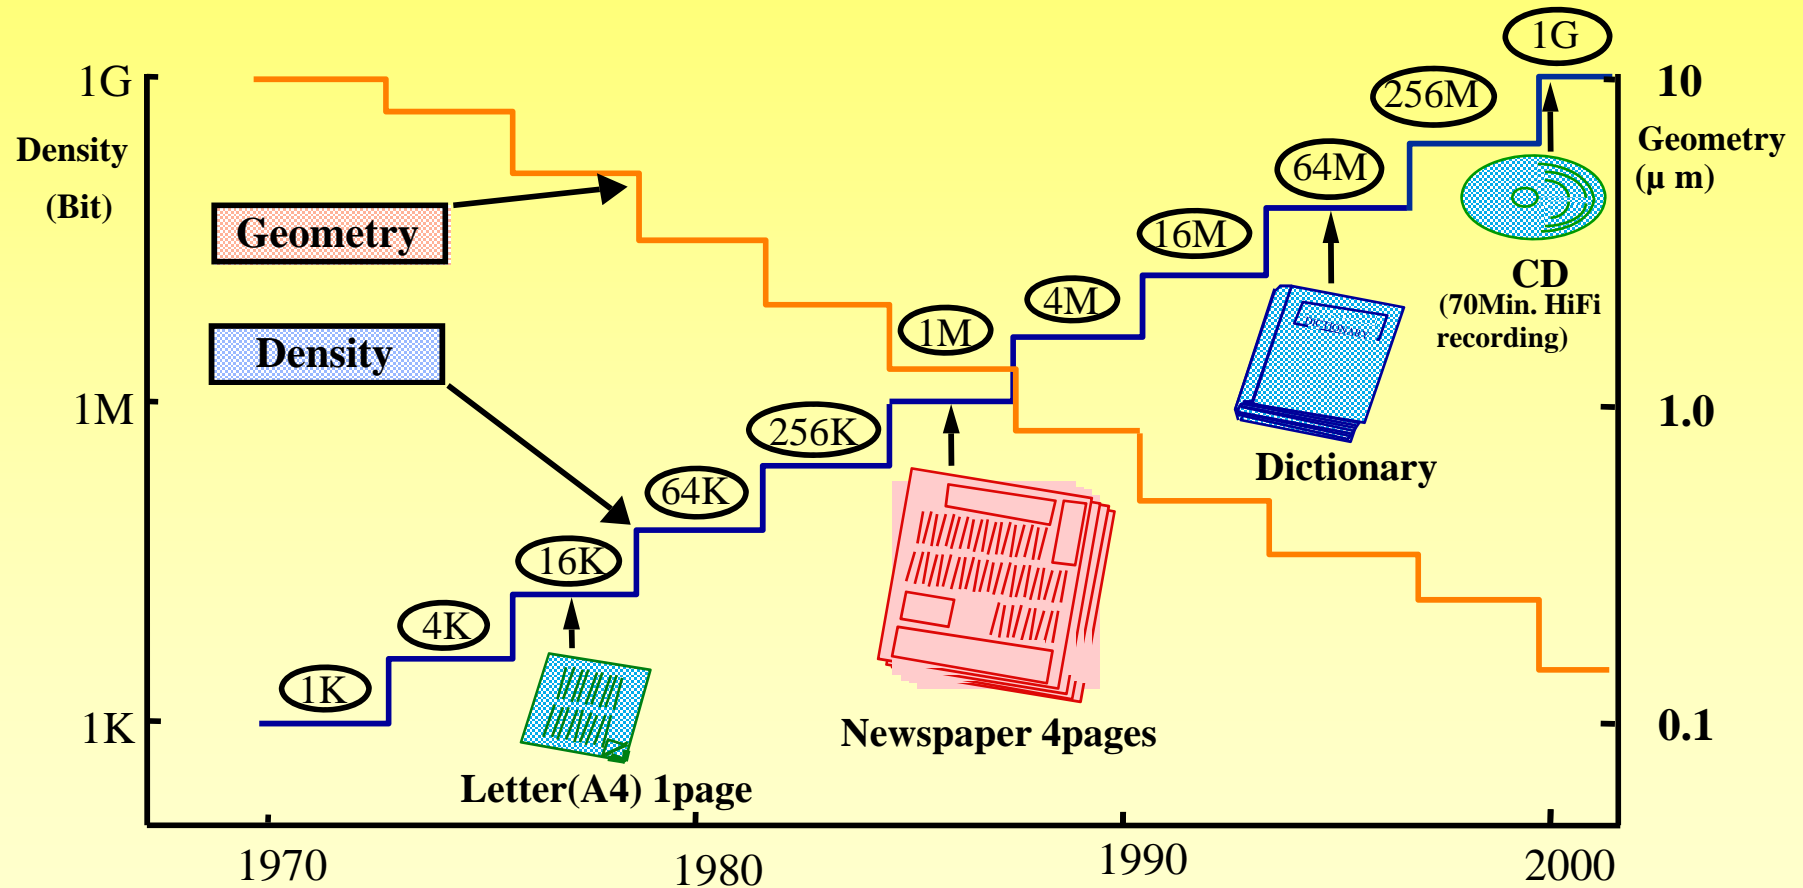 1G
1G
10
256M
Density
Geometry
64M
(µ m)
(Bit)
Geometry
16M
CD
4M
(70Min. HiFi
recording)
DICTIONARY
1M
Density
1M
1.0
256K
Dictionary
64K
16K
4K
1K
1K
0.1
Newspaper 4pages
Letter(A4) 1page
1970
1980
1990
2000